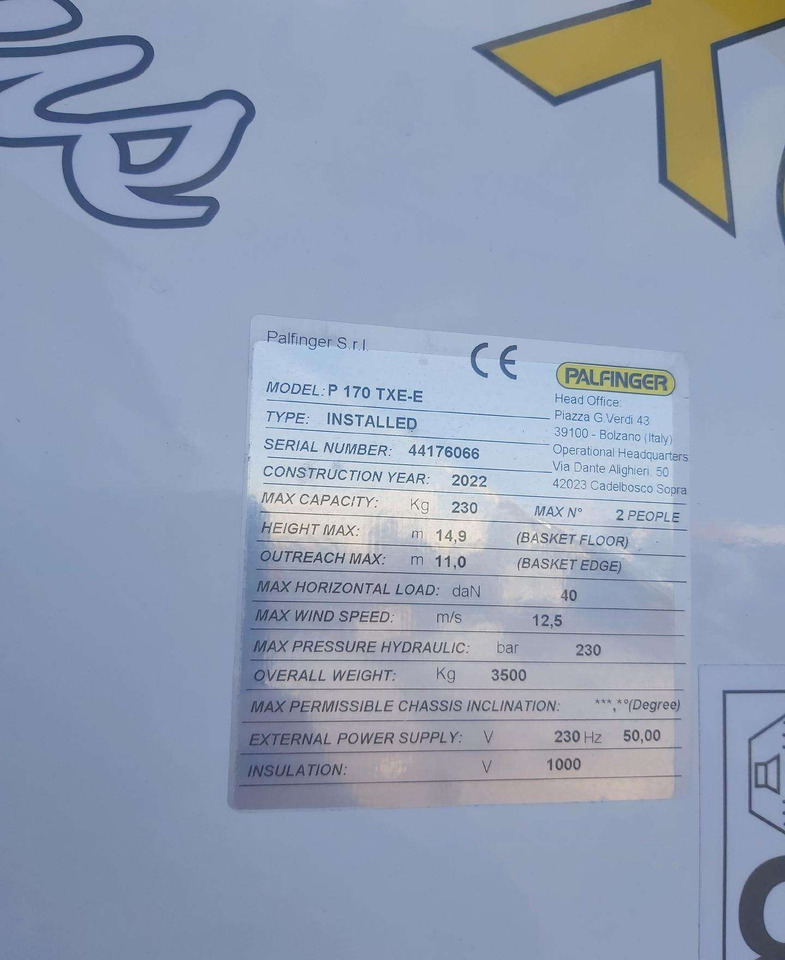 Palfinger S.r.l.
CE
PALFINGER
Head Office:
Piazza G.Verdi 43
39100 - Bolzano (Italy)
Operational Headquarters
Via Dante Alighieri, 50
42023 Cadelbosco Sopra
MODEL: P 170 TXE-E
TYPE: INSTALLED
SERIAL NUMBER: 44176066
CONSTRUCTION YEAR: 2022
MAX CAPACITY: Kg 230 MAX N° 2 PEOPLE
HEIGHT MAX: m 14,9 (BASKET FLOOR)
OUTREACH MAX: m 11,0 (BASKET EDGE)
MAX HORIZONTAL LOAD: daN 40
MAX WIND SPEED: m/s 12,5
MAX PRESSURE HYDRAULIC: bar 230
OVERALL WEIGHT: Kg 3500
MAX PERMISSIBLE CHASSIS INCLINATION: ***,*°(Degree)
EXTERNAL POWER SUPPLY: V 230 Hz 50,00
INSULATION: V 1000